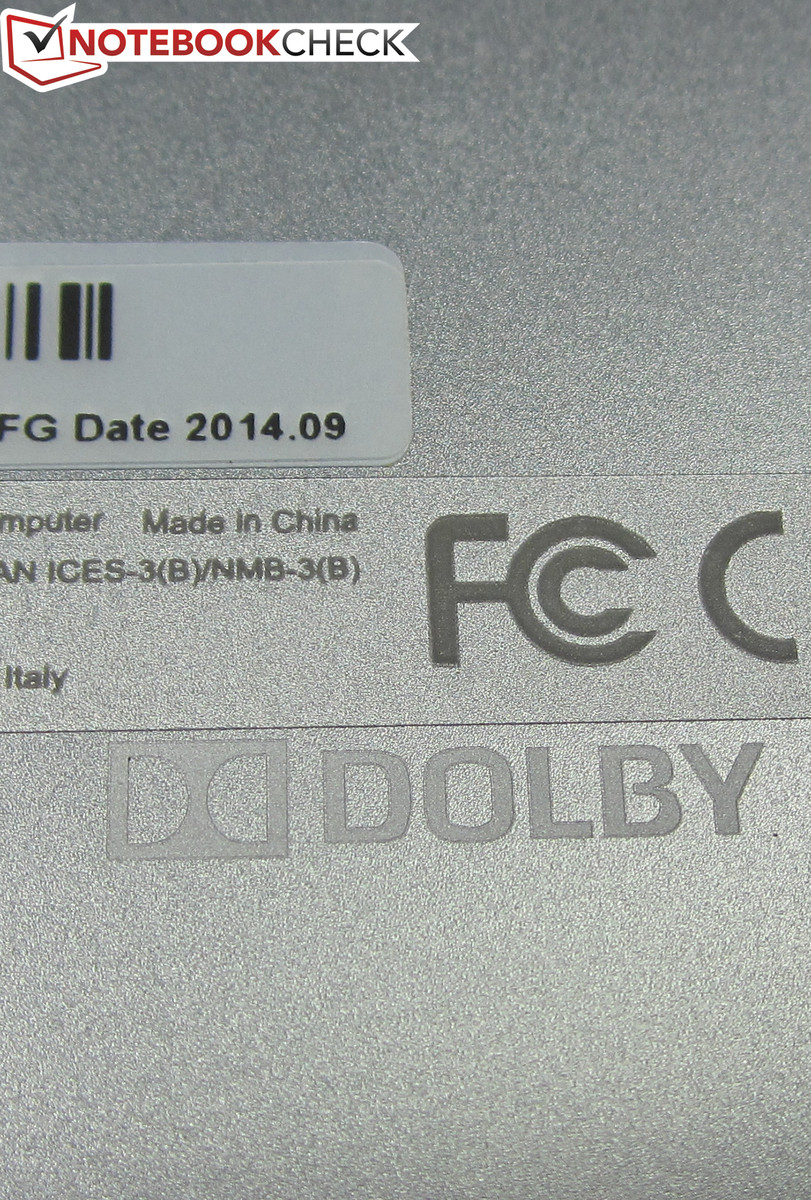 NOTEBOOKCHECK
FG Date 2014.09
mputer Made in China
AN ICES-3(B)/NMB-3(B)
FC C
Italy
DOLBY